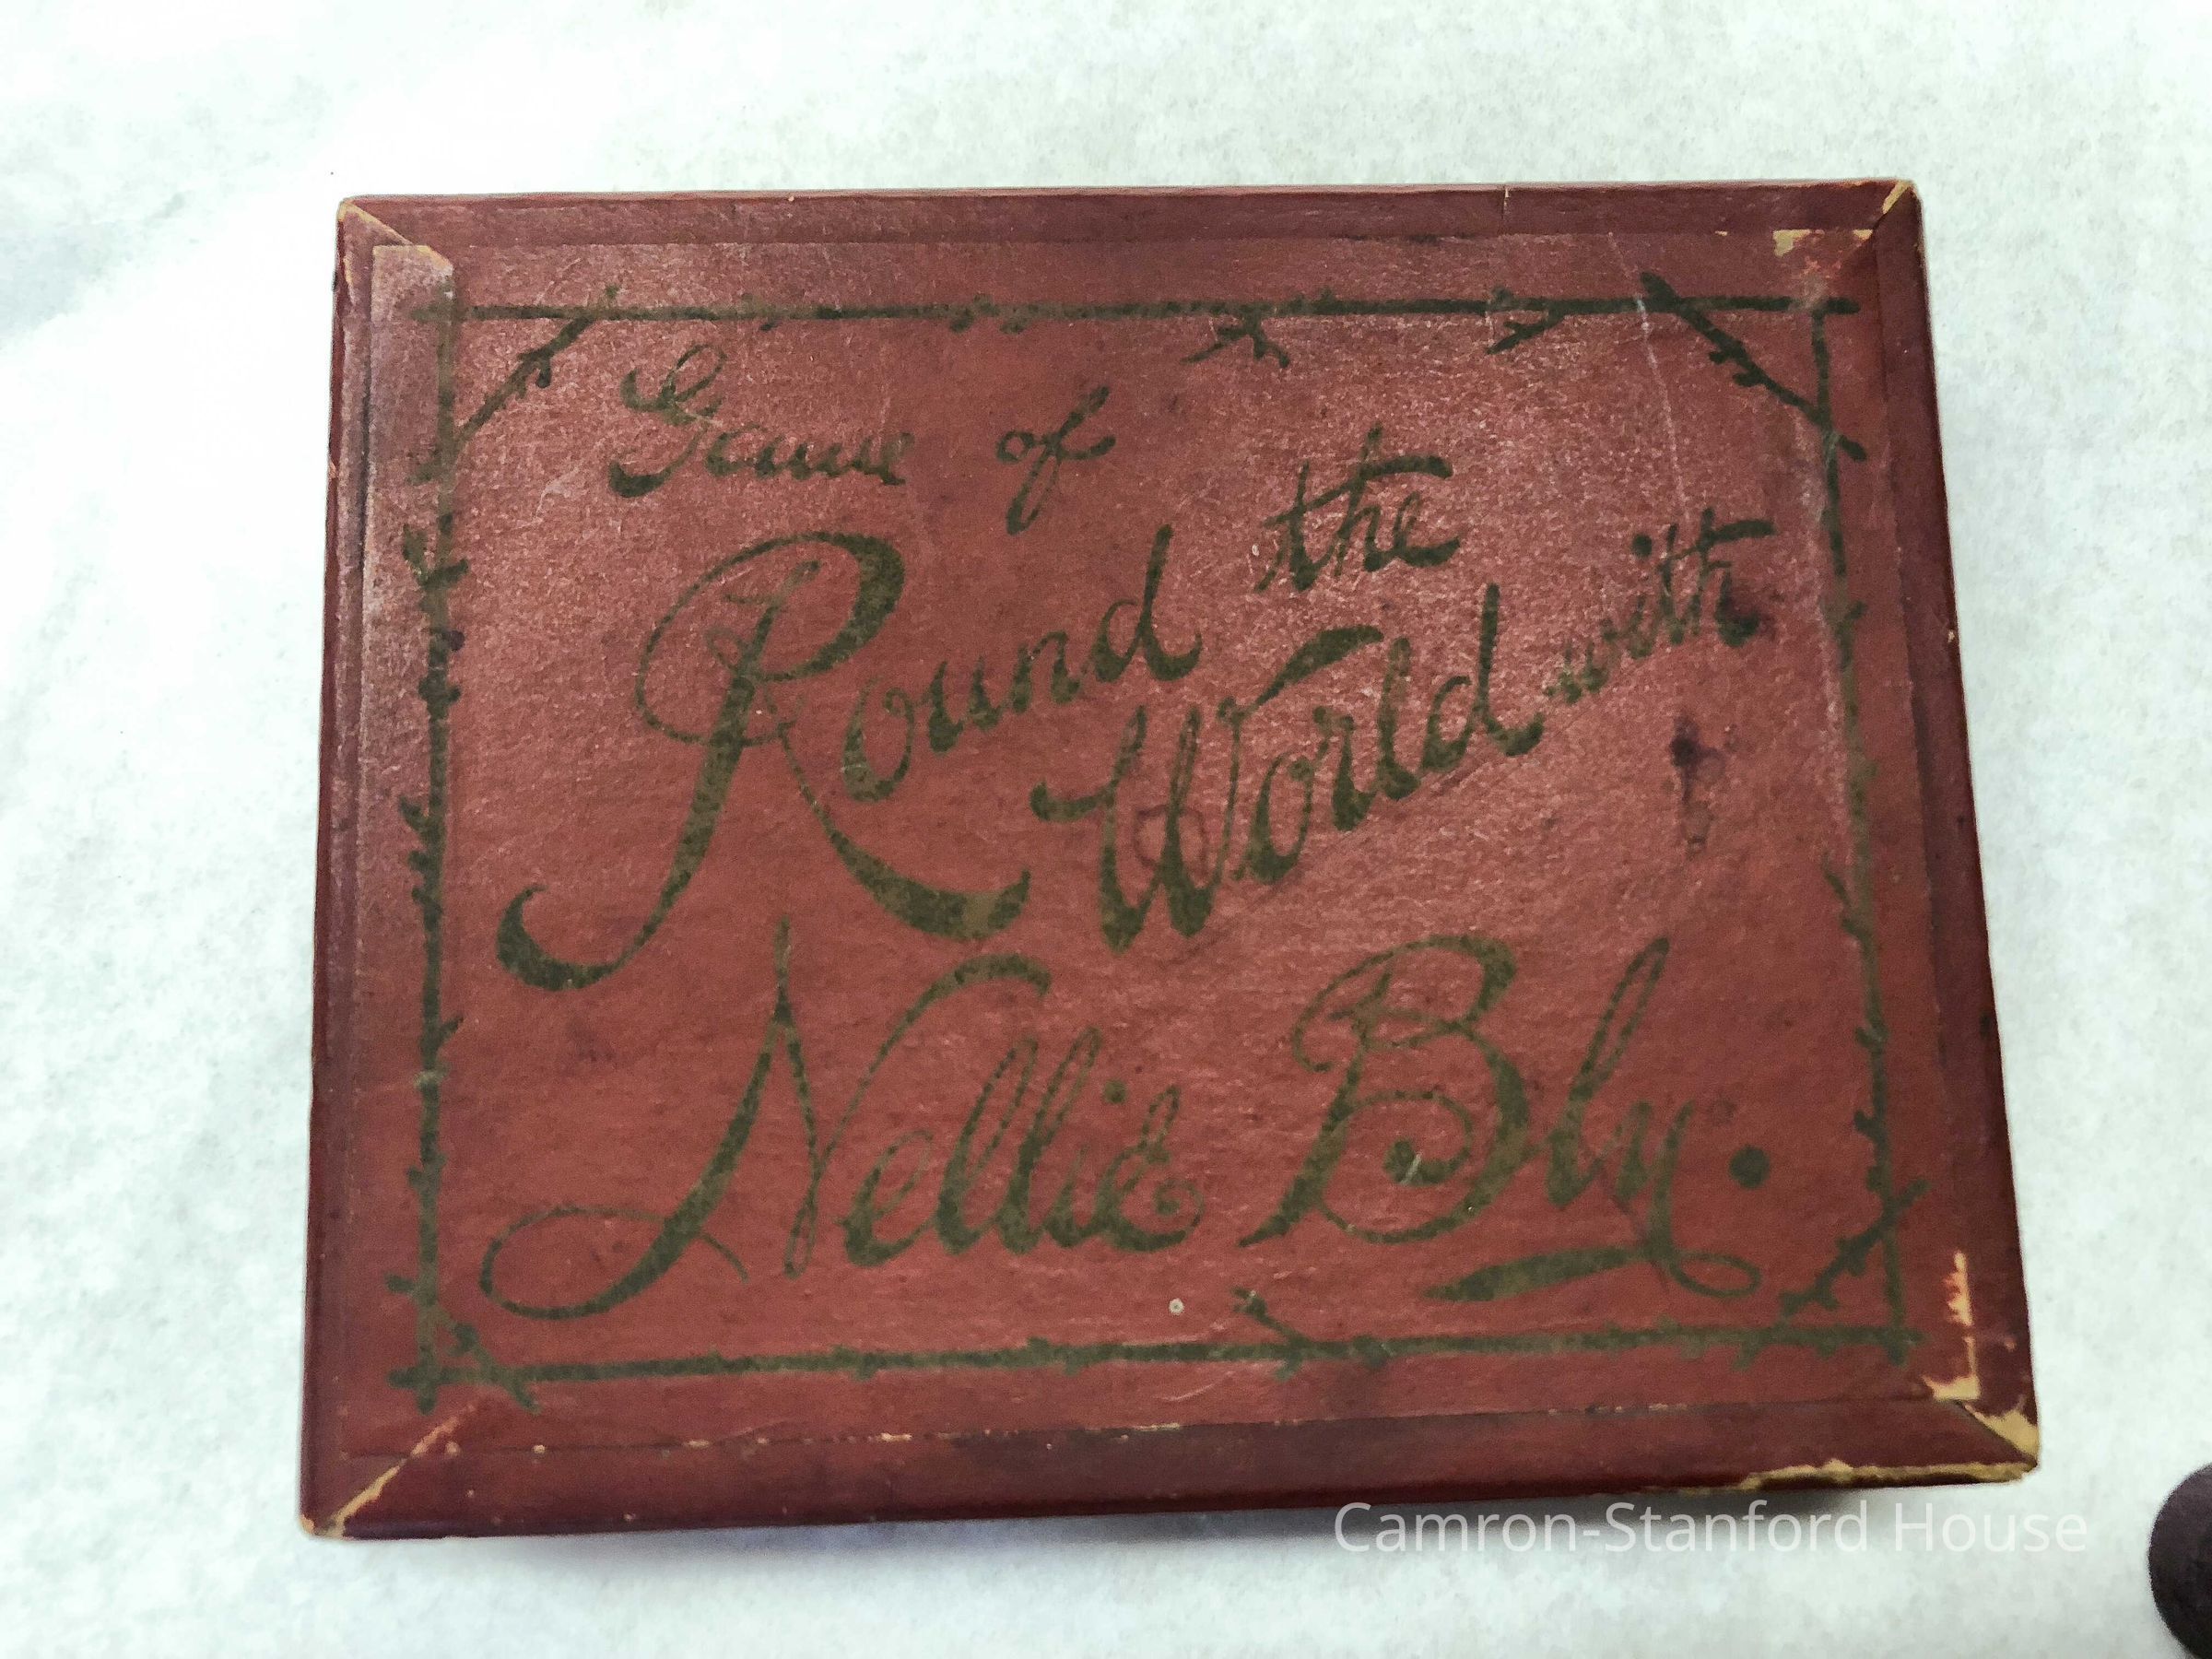 Game of
Round the
World with
Nellie Bly.
Camron-Stanford House